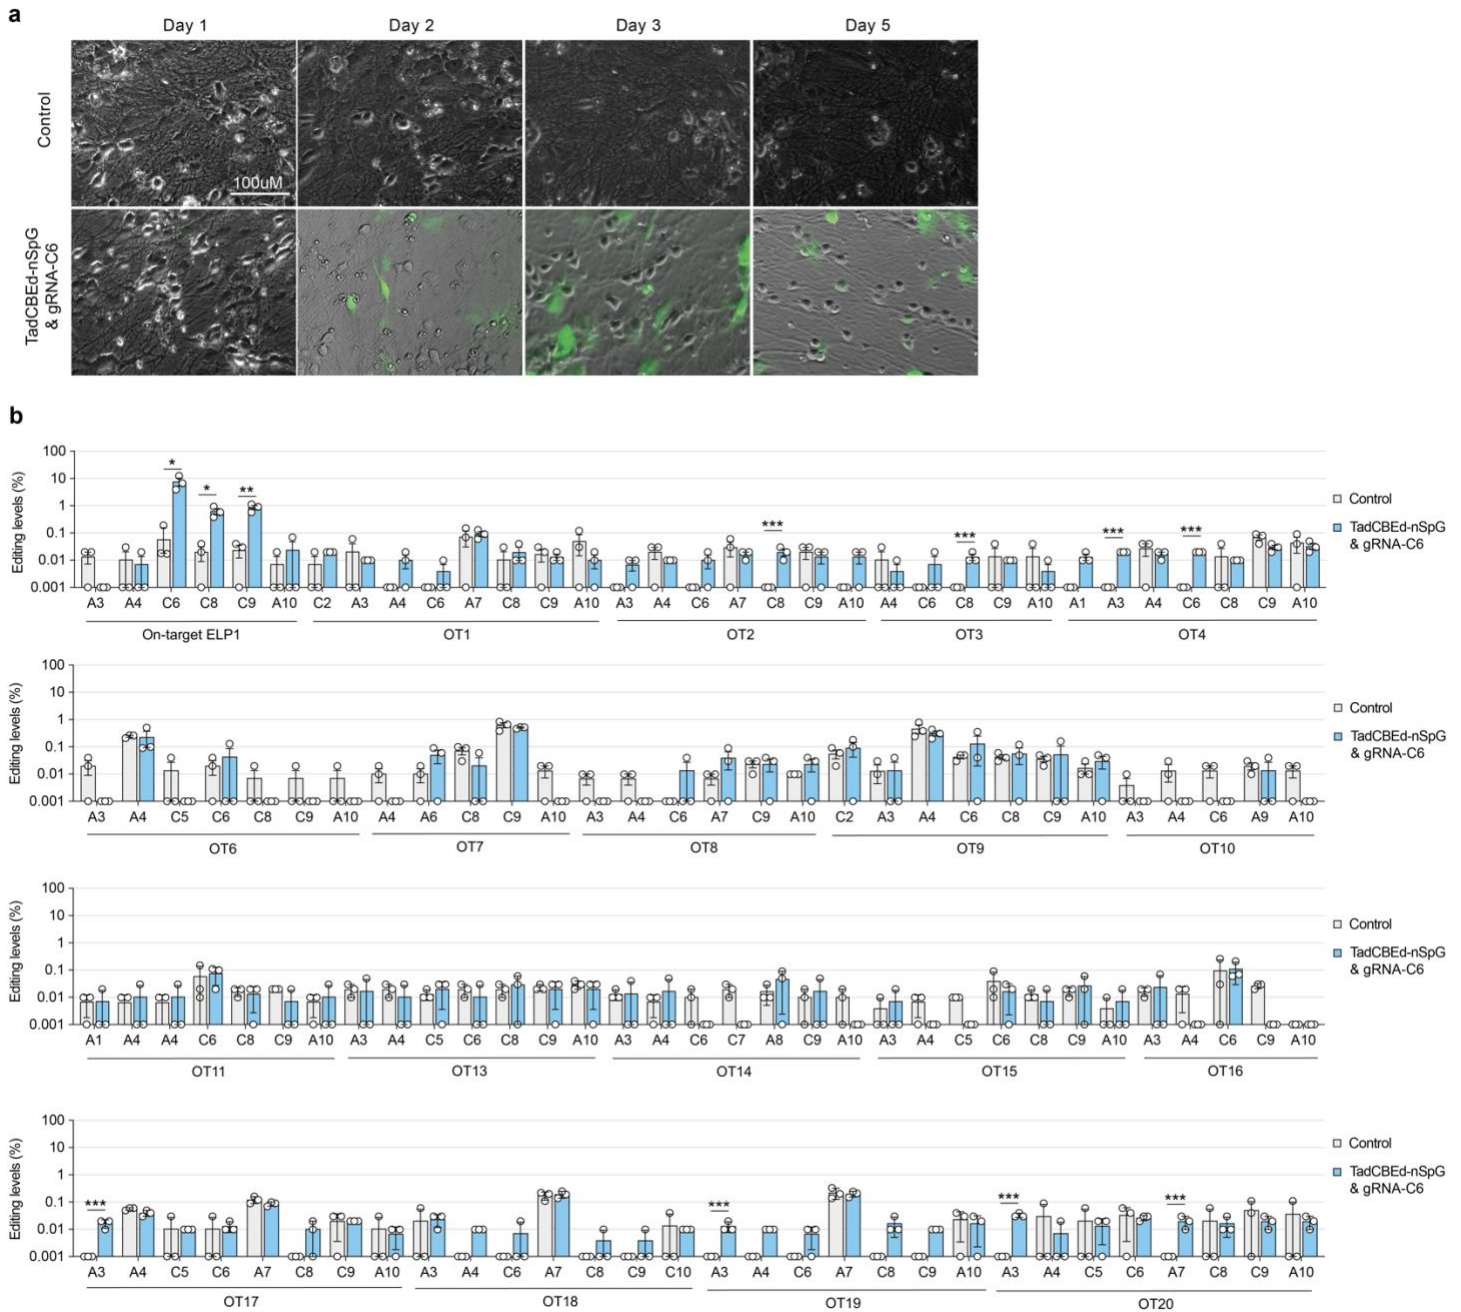 a
Day 1 Day 2 Day 3 Day 5
Control
100uM
TadCBEd-nSpG
& gRNA-C6
b
Editing levels (%)
100
10
1
0.1
0.01
0.001
* * ** *** *** *** ***
A3 A4 C6 C8 C9 A10 C2 A3 A4 C6 A7 C8 C9 A10 A3 A4 C6 A7 C8 C9 A10 A4 C6 C8 C9 A10 A1 A3 A4 C6 C8 C9 A10
On-target ELP1 OT1 OT2 OT3 OT4
Control
TadCBEd-nSpG
& gRNA-C6
Editing levels (%)
100
10
1
0.1
0.01
0.001
A3 A4 C5 C6 C8 C9 A10 A4 A6 C8 C9 A10 A3 A4 C6 A7 C9 A10 C2 A3 A4 C6 C8 C9 A10 A3 A4 C6 A9 A10
OT6 OT7 OT8 OT9 OT10
Control
TadCBEd-nSpG
& gRNA-C6
Editing levels (%)
100
10
1
0.1
0.01
0.001
A1 A4 A4 C6 C8 C9 A10 A3 A4 C5 C6 C8 C9 A10 A3 A4 C6 C7 A8 C9 A10 A3 A4 C5 C6 C8 C9 A10 A3 A4 C6 C9 A10
OT11 OT13 OT14 OT15 OT16
Control
TadCBEd-nSpG
& gRNA-C6
Editing levels (%)
100
10
1
0.1
0.01
0.001
*** *** *** ***
A3 A4 C5 C6 A7 C8 C9 A10 A3 A4 C6 A7 C8 C9 C10 A3 A4 C6 A7 C8 C9 A10 A3 A4 C5 C6 A7 C8 C9 A10
OT17 OT18 OT19 OT20
Control
TadCBEd-nSpG
& gRNA-C6